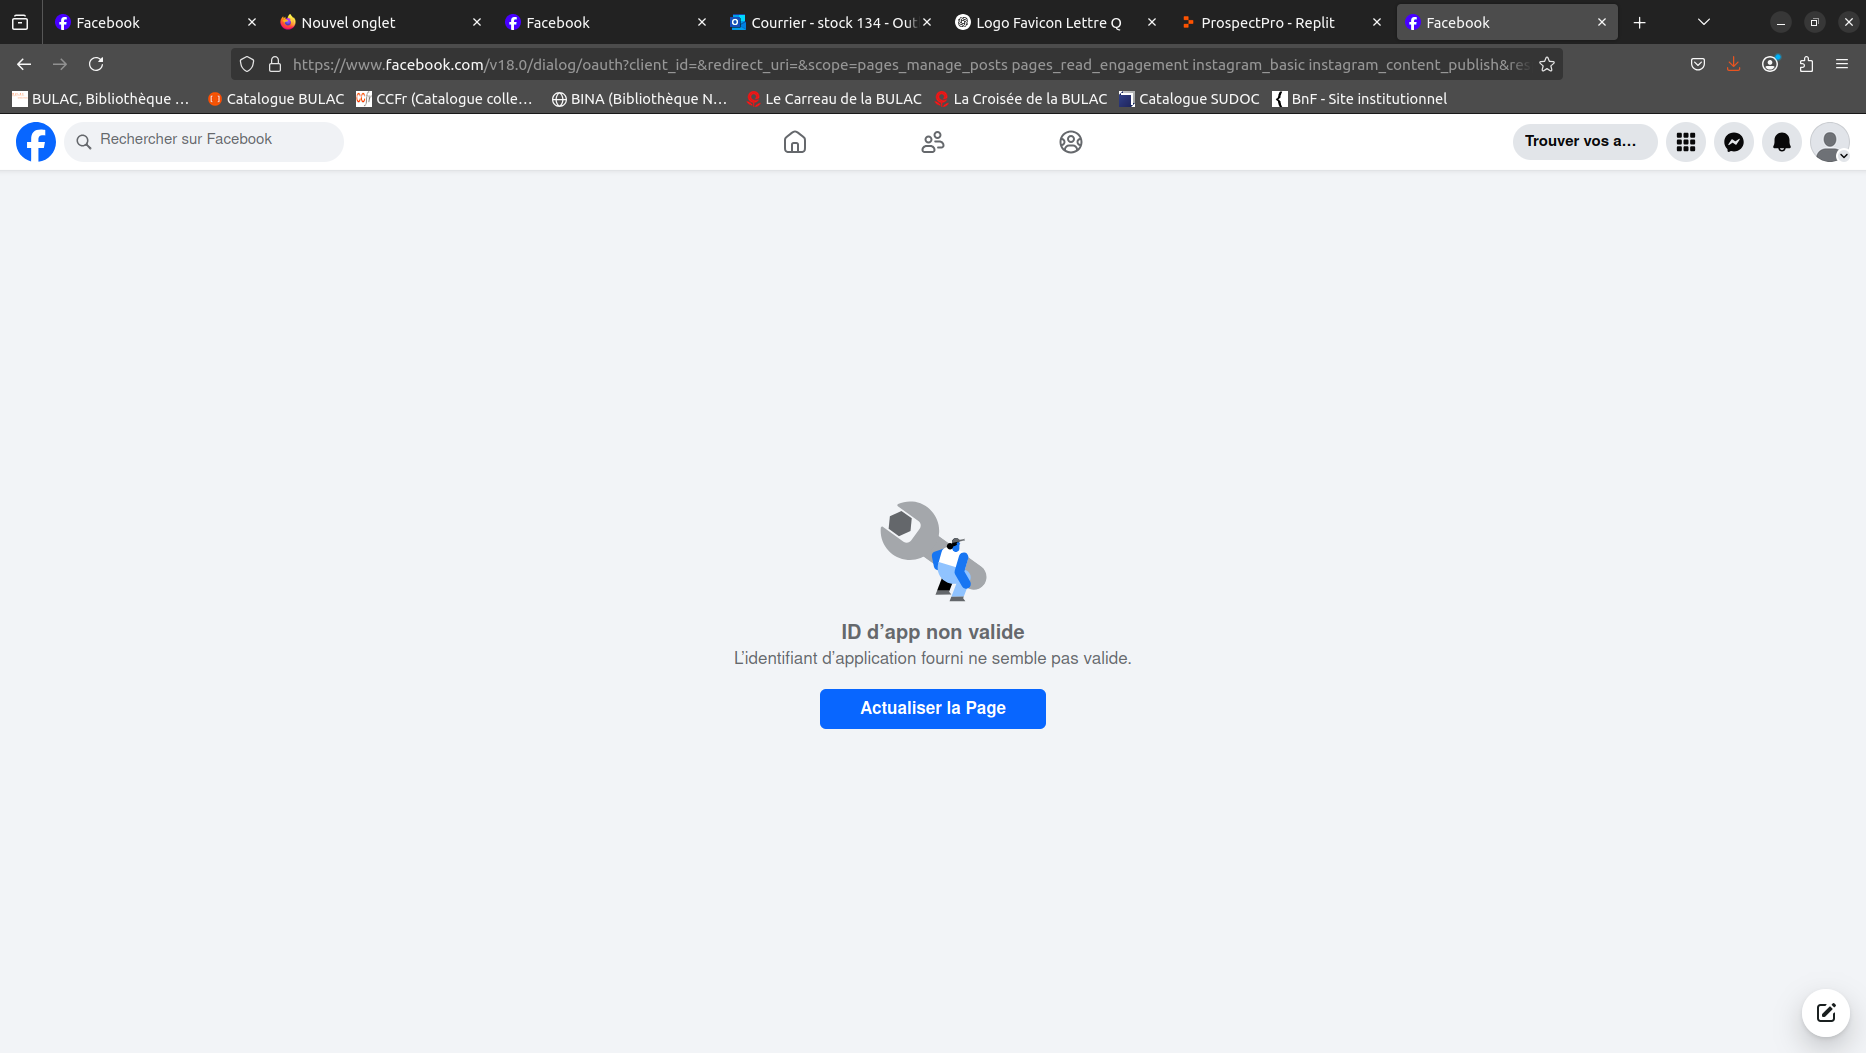 Facebook
Nouvel onglet
Facebook
Courrier - stock 134 - Out
Logo Favicon Lettre Q
ProspectPro - Replit
Facebook
https://www.facebook.com/v18.0/dialog/oauth?client_id=&redirect_uri=&scope=pages_manage_posts pages_read_engagement instagram_basic instagram_content_publish&res
BULAC, Bibliothèque ...
Catalogue BULAC
CCFr (Catalogue colle...
BINA (Bibliothèque N...
Le Carreau de la BULAC
La Croisée de la BULAC
Catalogue SUDOC
BnF - Site institutionnel
Rechercher sur Facebook
Trouver vos a...
ID d’app non valide
L’identifiant d’application fourni ne semble pas valide.
Actualiser la Page